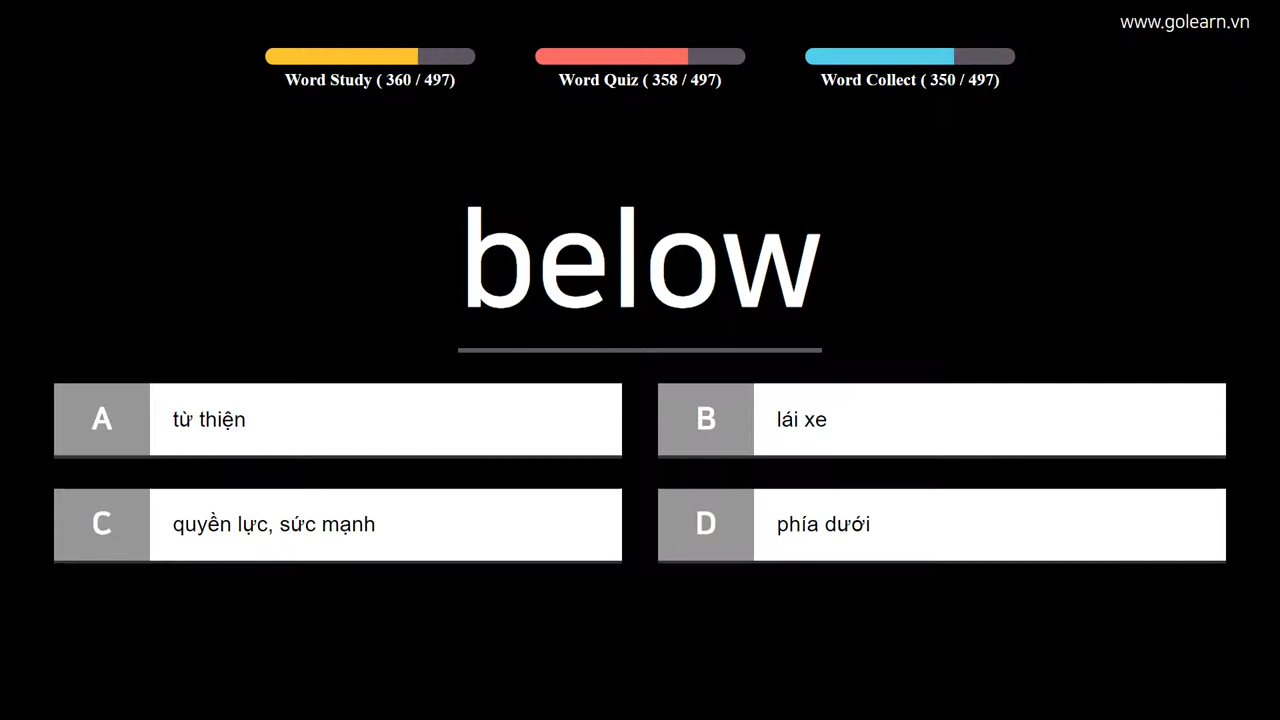 www.golearn.vn
Word Study ( 360 / 497)
Word Quiz ( 358 / 497)
Word Collect ( 350 / 497)
below
A từ thiện
B lái xe
C quyền lực, sức mạnh
D phía dưới